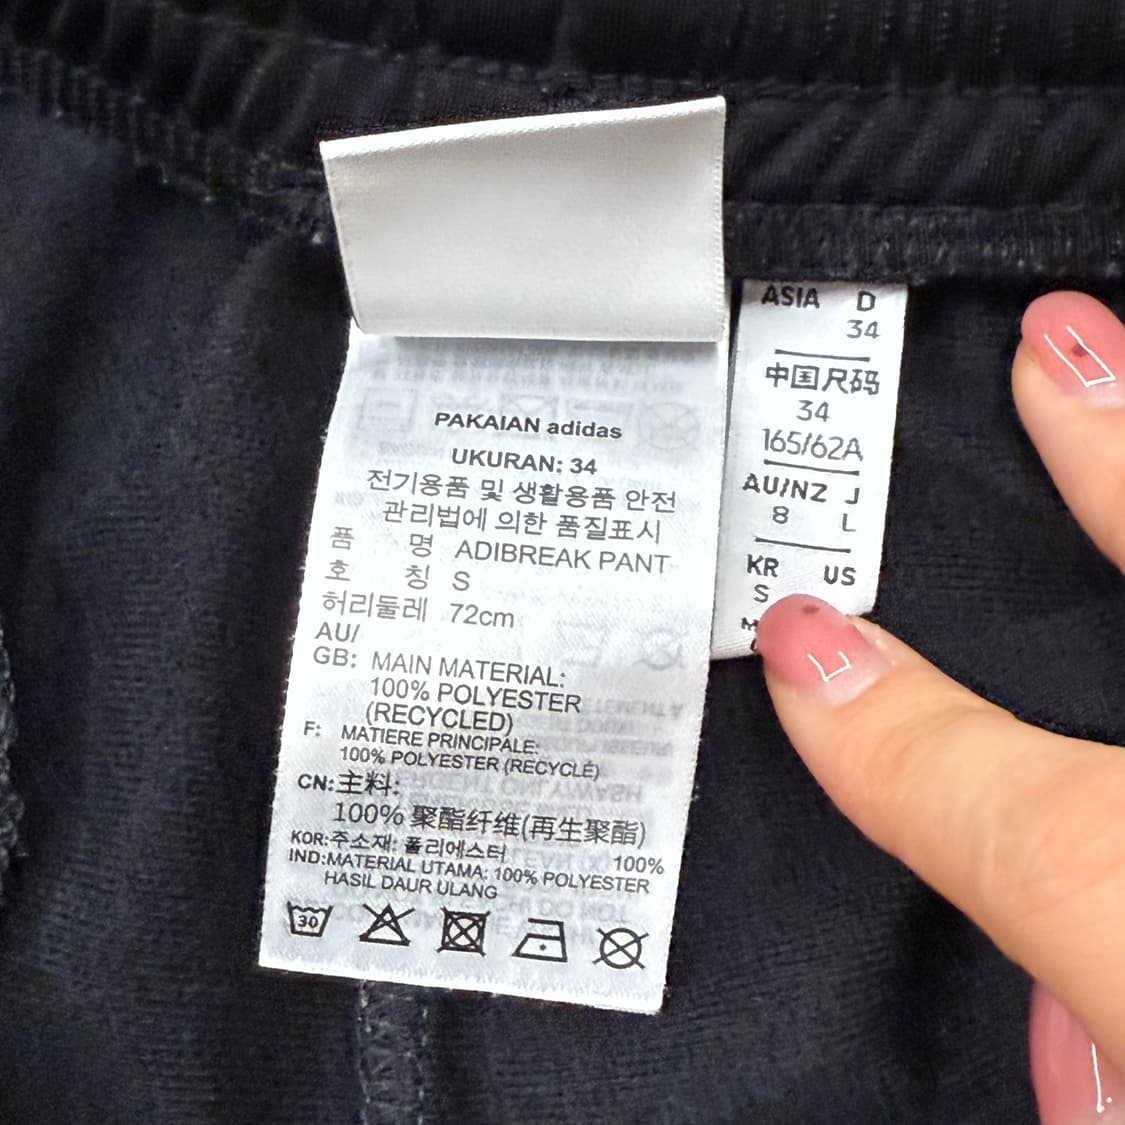 PAKAIAN adidas
UKURAN: 34
전기용품 및 생활용품 안전
관리법에 의한 품질표시
품 명 ADIBREAK PANT
호 칭 S
허리둘레 72cm
AU/
GB: MAIN MATERIAL:
100% POLYESTER
(RECYCLED)
F: MATIERE PRINCIPALE:
100% POLYESTER (RECYCLÉ)
CN:主料:
100% 聚酯纤维(再生聚酯)
KOR:주소재: 폴리에스터 100%
IND:MATERIAL UTAMA: 100% POLYESTER
HASIL DAUR ULANG
30
ASIA D
34
中国尺码
34
165/62A
AU/NZ J
8 L
KR US
S